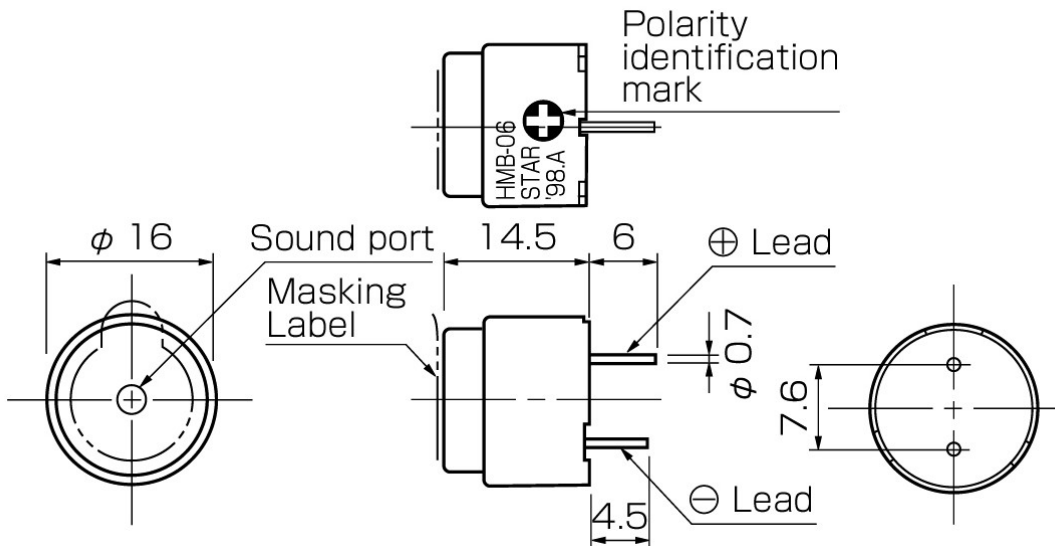 Polarity
identification
mark
HMB-06
STAR
'98.A
φ 16
Sound port
14.5
6
⊕ Lead
Masking
Label
φ 0.7
7.6
⊖ Lead
4.5